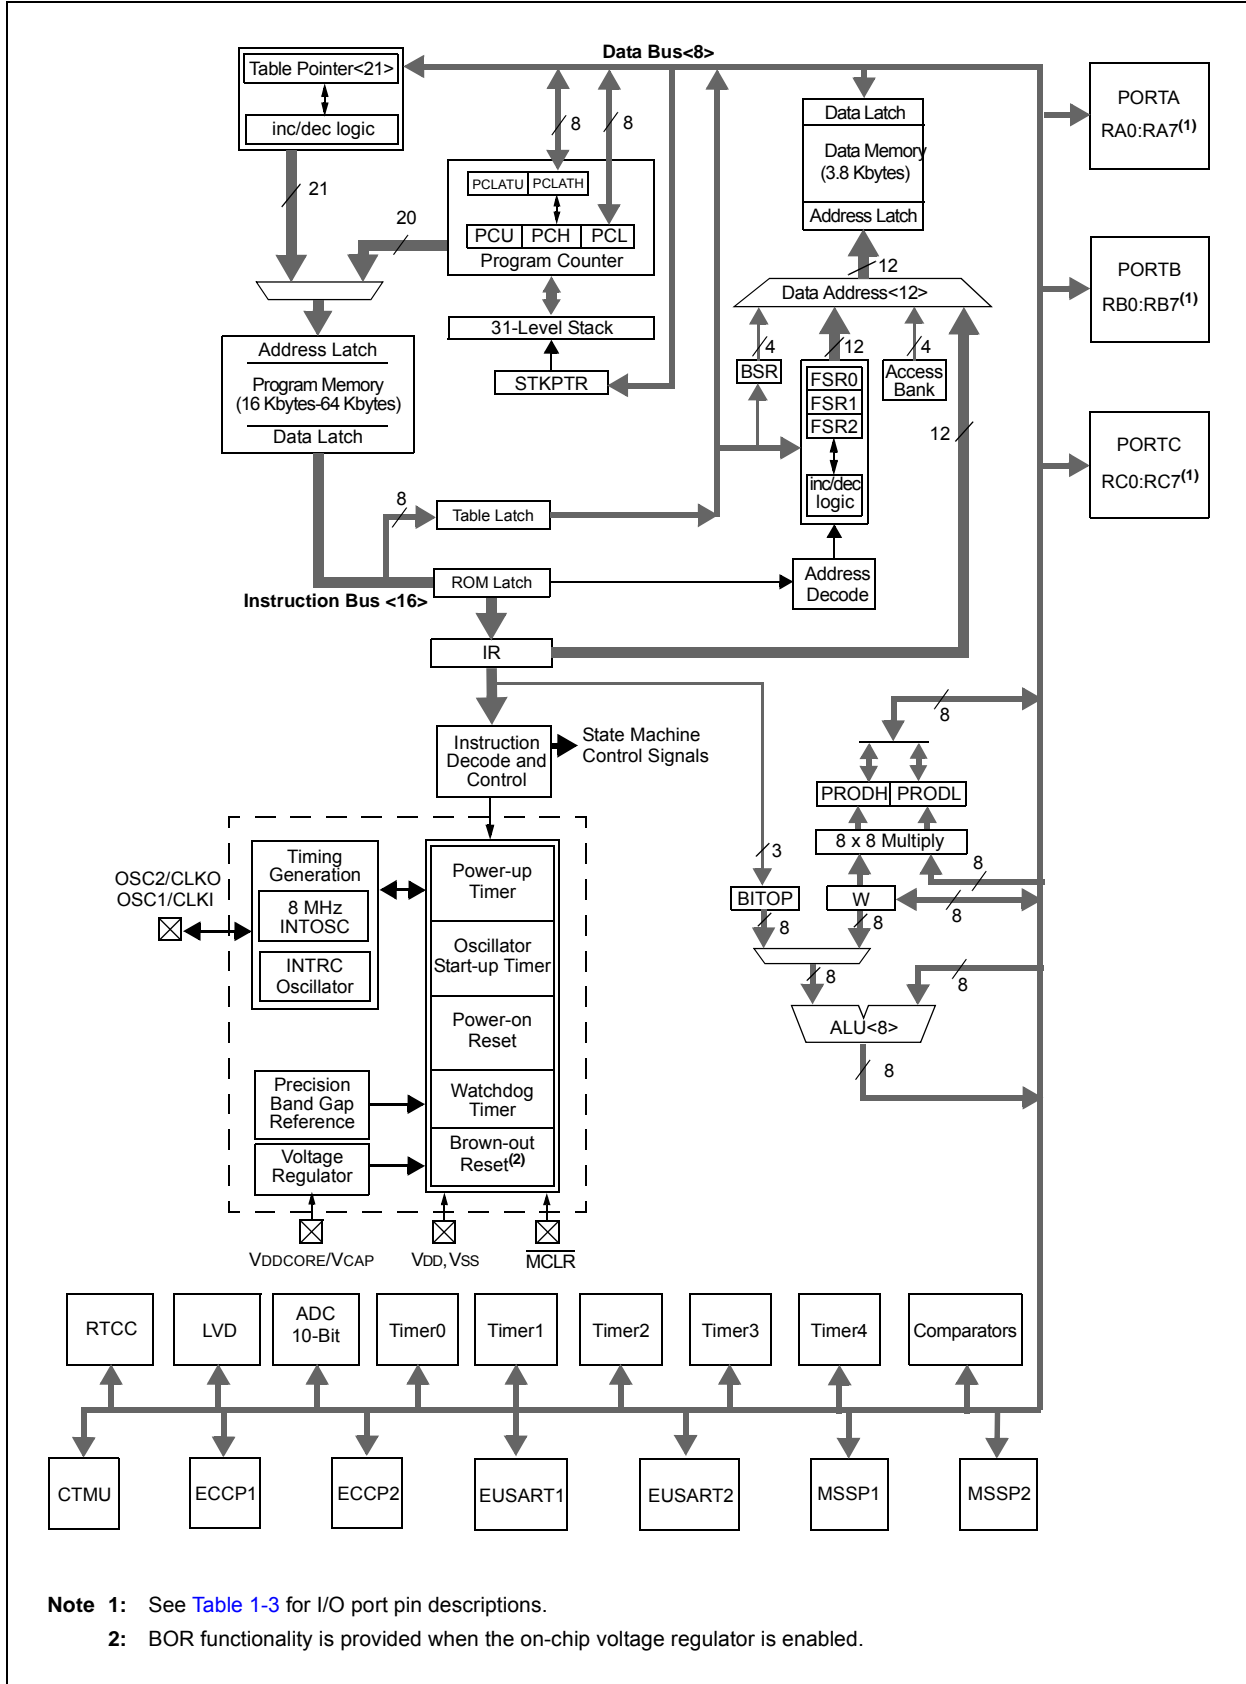 Data Bus<8>
Table Pointer<21>
inc/dec logic
21
20
8
8
PCLATU
PCLATH
PCU
PCH
PCL
Program Counter
31-Level Stack
STKPTR
Address Latch
Program Memory
(16 Kbytes-64 Kbytes)
Data Latch
Data Latch
Data Memory
(3.8 Kbytes)
Address Latch
12
Data Address<12>
4
12
4
BSR
FSR0
FSR1
FSR2
inc/dec
logic
Access
Bank
12
PORTA
RA0:RA7(1)
PORTB
RB0:RB7(1)
PORTC
RC0:RC7(1)
8
Table Latch
ROM Latch
Instruction Bus <16>
Address
Decode
IR
Instruction
Decode and
Control
State Machine
Control Signals
8
PRODH
PRODL
8 x 8 Multiply
3
8
BITOP
W
8
8
8
8
8
ALU<8>
8
OSC2/CLKO
OSC1/CLKI
Timing
Generation
8 MHz
INTOSC
INTRC
Oscillator
Power-up
Timer
Oscillator
Start-up Timer
Power-on
Reset
Watchdog
Timer
Brown-out
Reset(2)
Precision
Band Gap
Reference
Voltage
Regulator
VDDCORE/VCAP
VDD, VSS
MCLR
RTCC
LVD
ADC
10-Bit
Timer0
Timer1
Timer2
Timer3
Timer4
Comparators
CTMU
ECCP1
ECCP2
EUSART1
EUSART2
MSSP1
MSSP2
Note 1: See Table 1-3 for I/O port pin descriptions.
2: BOR functionality is provided when the on-chip voltage regulator is enabled.